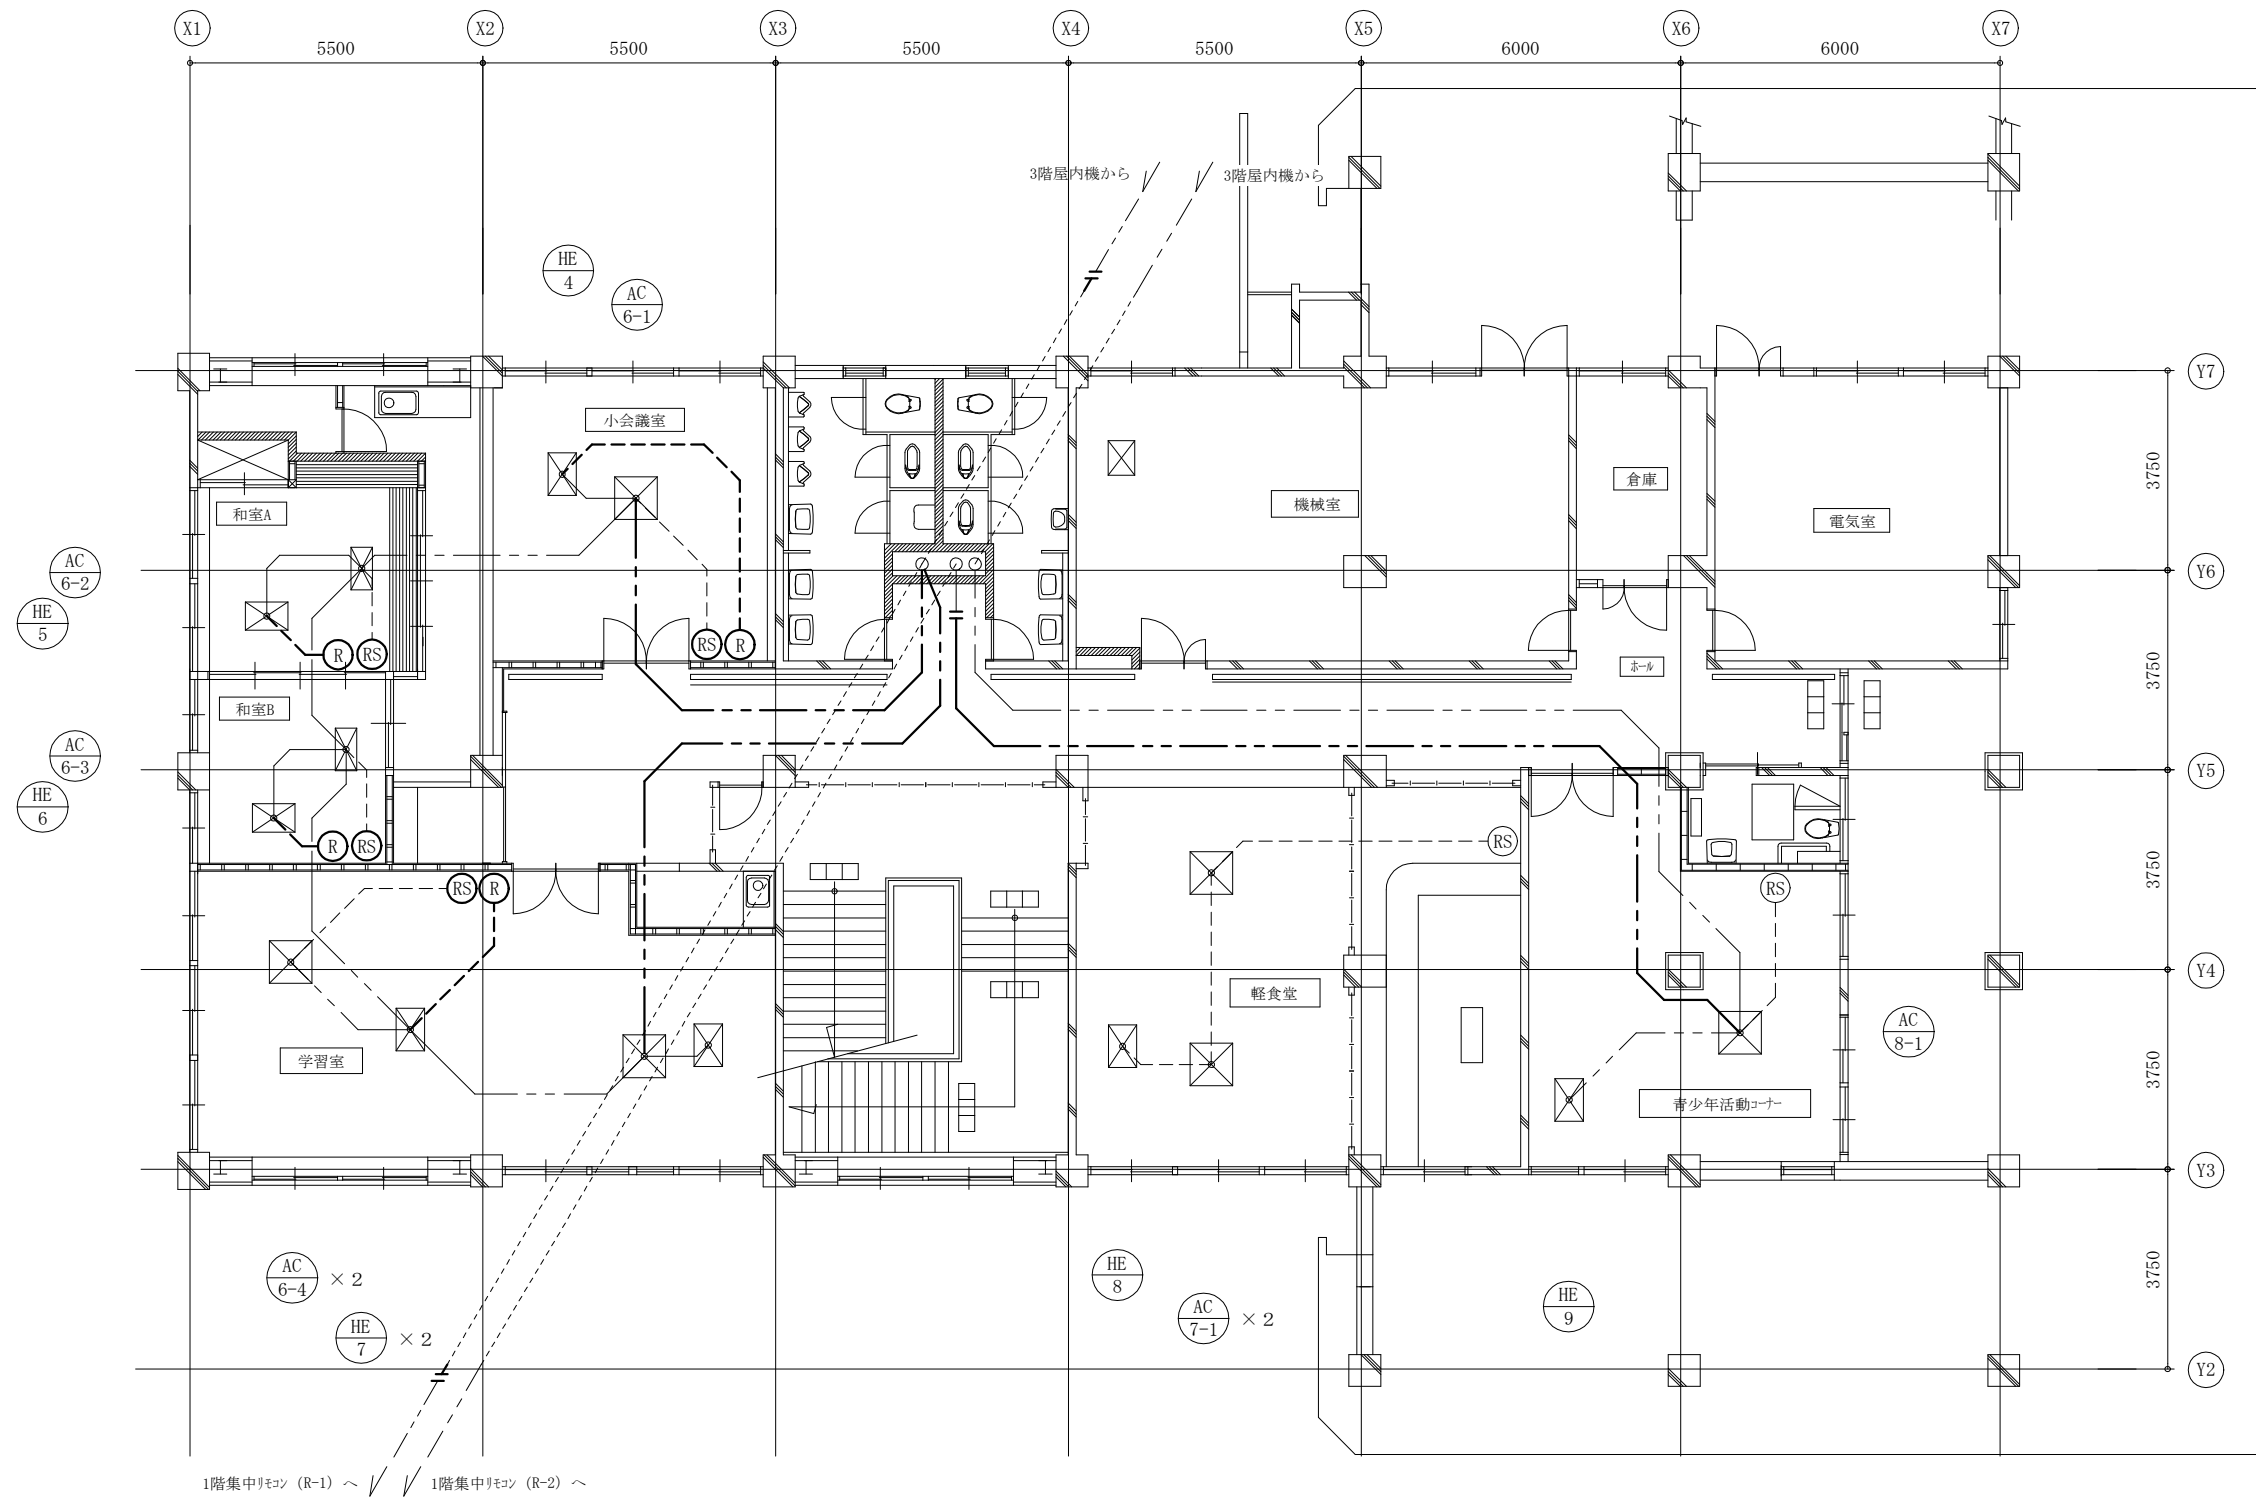 X1
X2
X3
X4
X5
X6
X7
5500
5500
5500
5500
6000
6000
3階屋内機から
3階屋内機から
HE
4
AC
6-1
Y7
小会議室
3750
倉庫
機械室
和室A
電気室
AC
6-2
Y6
HE
5
RS
R
R
RS
ホール
3750
和室B
AC
6-3
Y5
HE
6
RS
R
RS
RS
R
RS
3750
Y4
軽食堂
AC
8-1
学習室
3750
青少年活動コーナー
Y3
AC
6-4
×2
HE
8
3750
HE
9
AC
7-1
×2
HE
7
×2
Y2
1階集中リモコン (R-1) へ
1階集中リモコン (R-2) へ